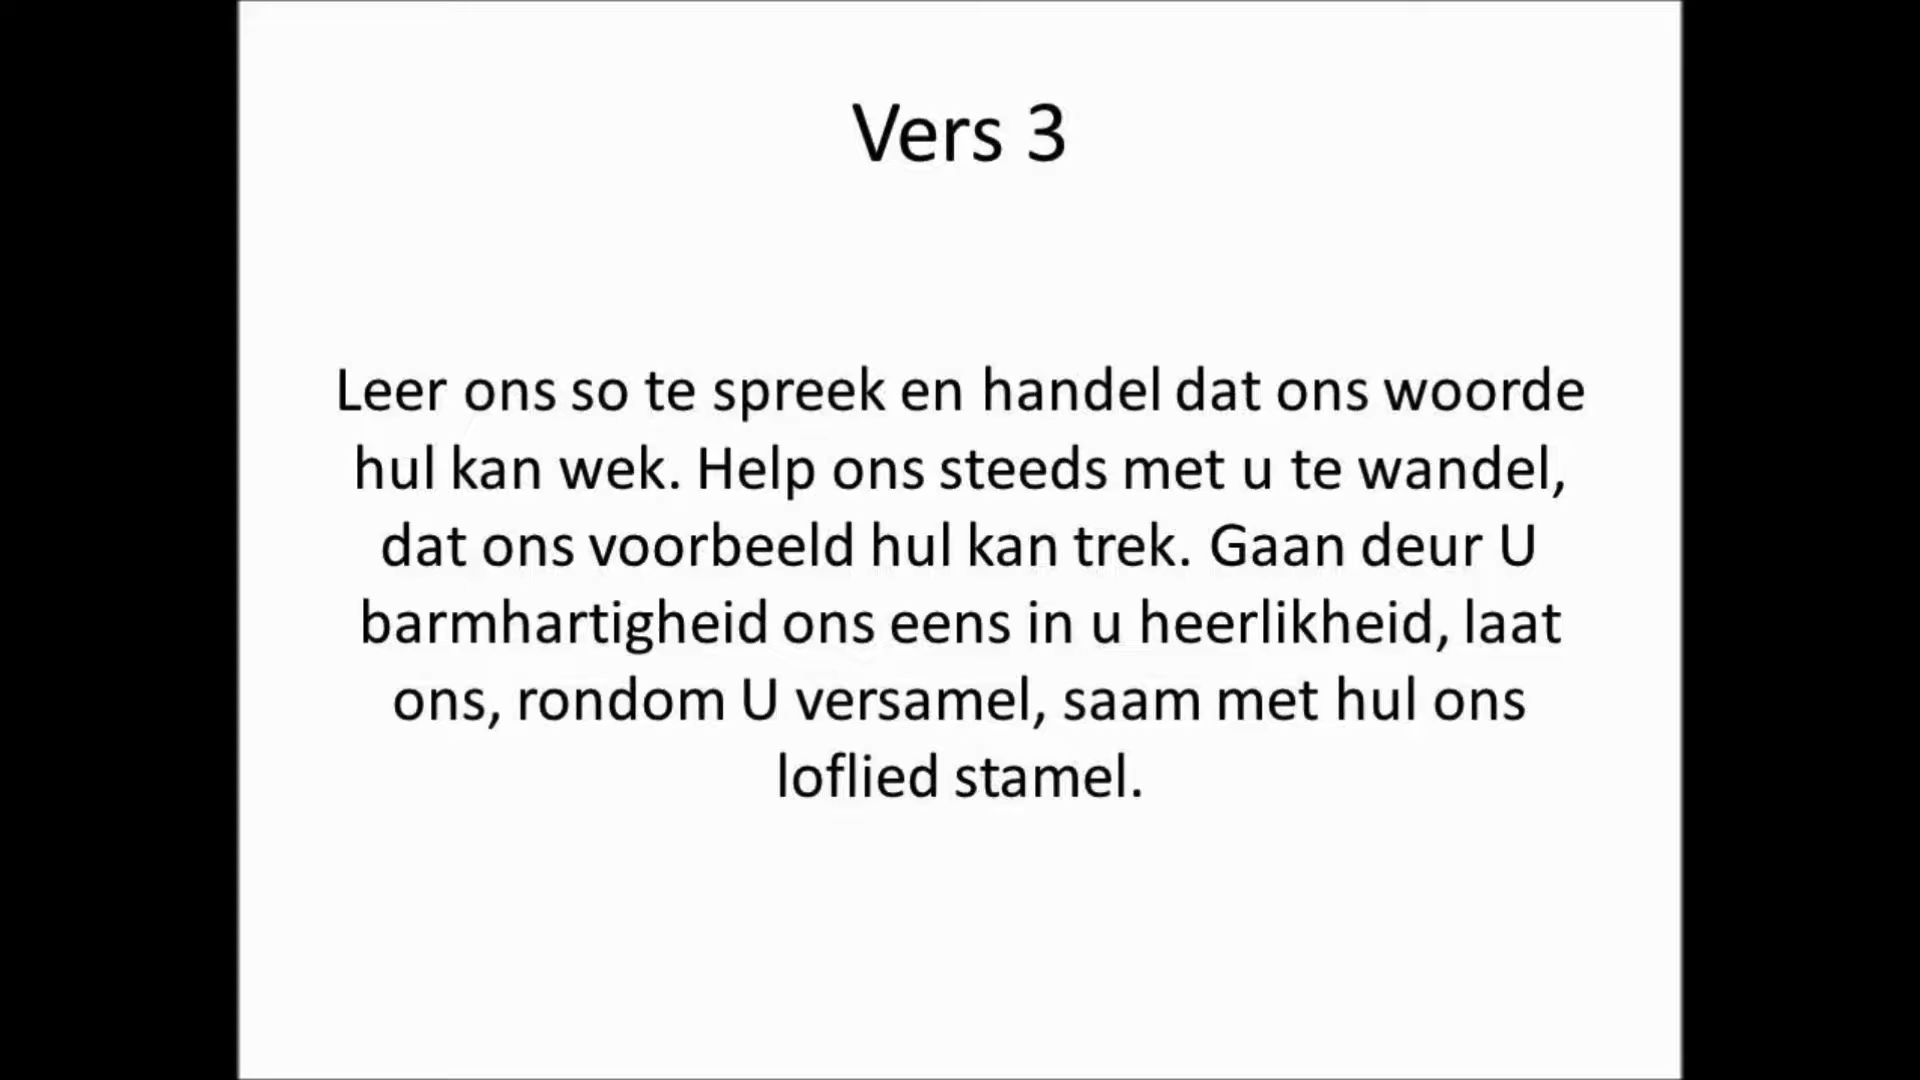 Vers 3
Leer ons so te spreek en handel dat ons woorde
hul kan wek. Help ons steeds met u te wandel,
dat ons voorbeeld hul kan trek. Gaan deur U
barmhartigheid ons eens in u heerlikheid, laat
ons, rondom U versamel, saam met hul ons
loflied stamel.